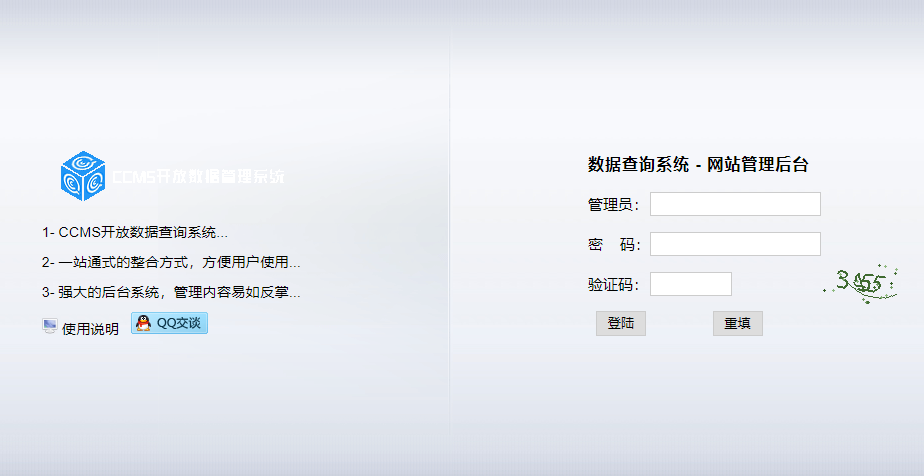 CCMS开放数据管理系统
1- CCMS开放数据查询系统...
2- 一站通式的整合方式，方便用户使用...
3- 强大的后台系统，管理内容易如反掌...
使用说明 QQ交谈
数据查询系统 - 网站管理后台
管理员：
密 码：
验证码：
登陆 重填